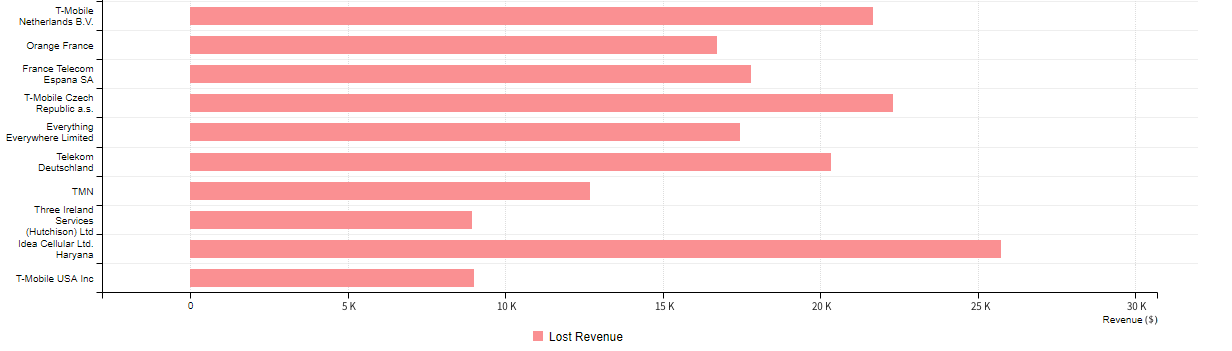 T-Mobile
Netherlands B.V.
Orange France
France Telecom
Espana SA
T-Mobile Czech
Republic a.s.
Everything
Everywhere Limited
Telekom
Deutschland
TMN
Three Ireland
Services
(Hutchison) Ltd
Idea Cellular Ltd.
Haryana
T-Mobile USA Inc
0 5 K 10 K 15 K 20 K 25 K 30 K
Revenue ($)
Lost Revenue